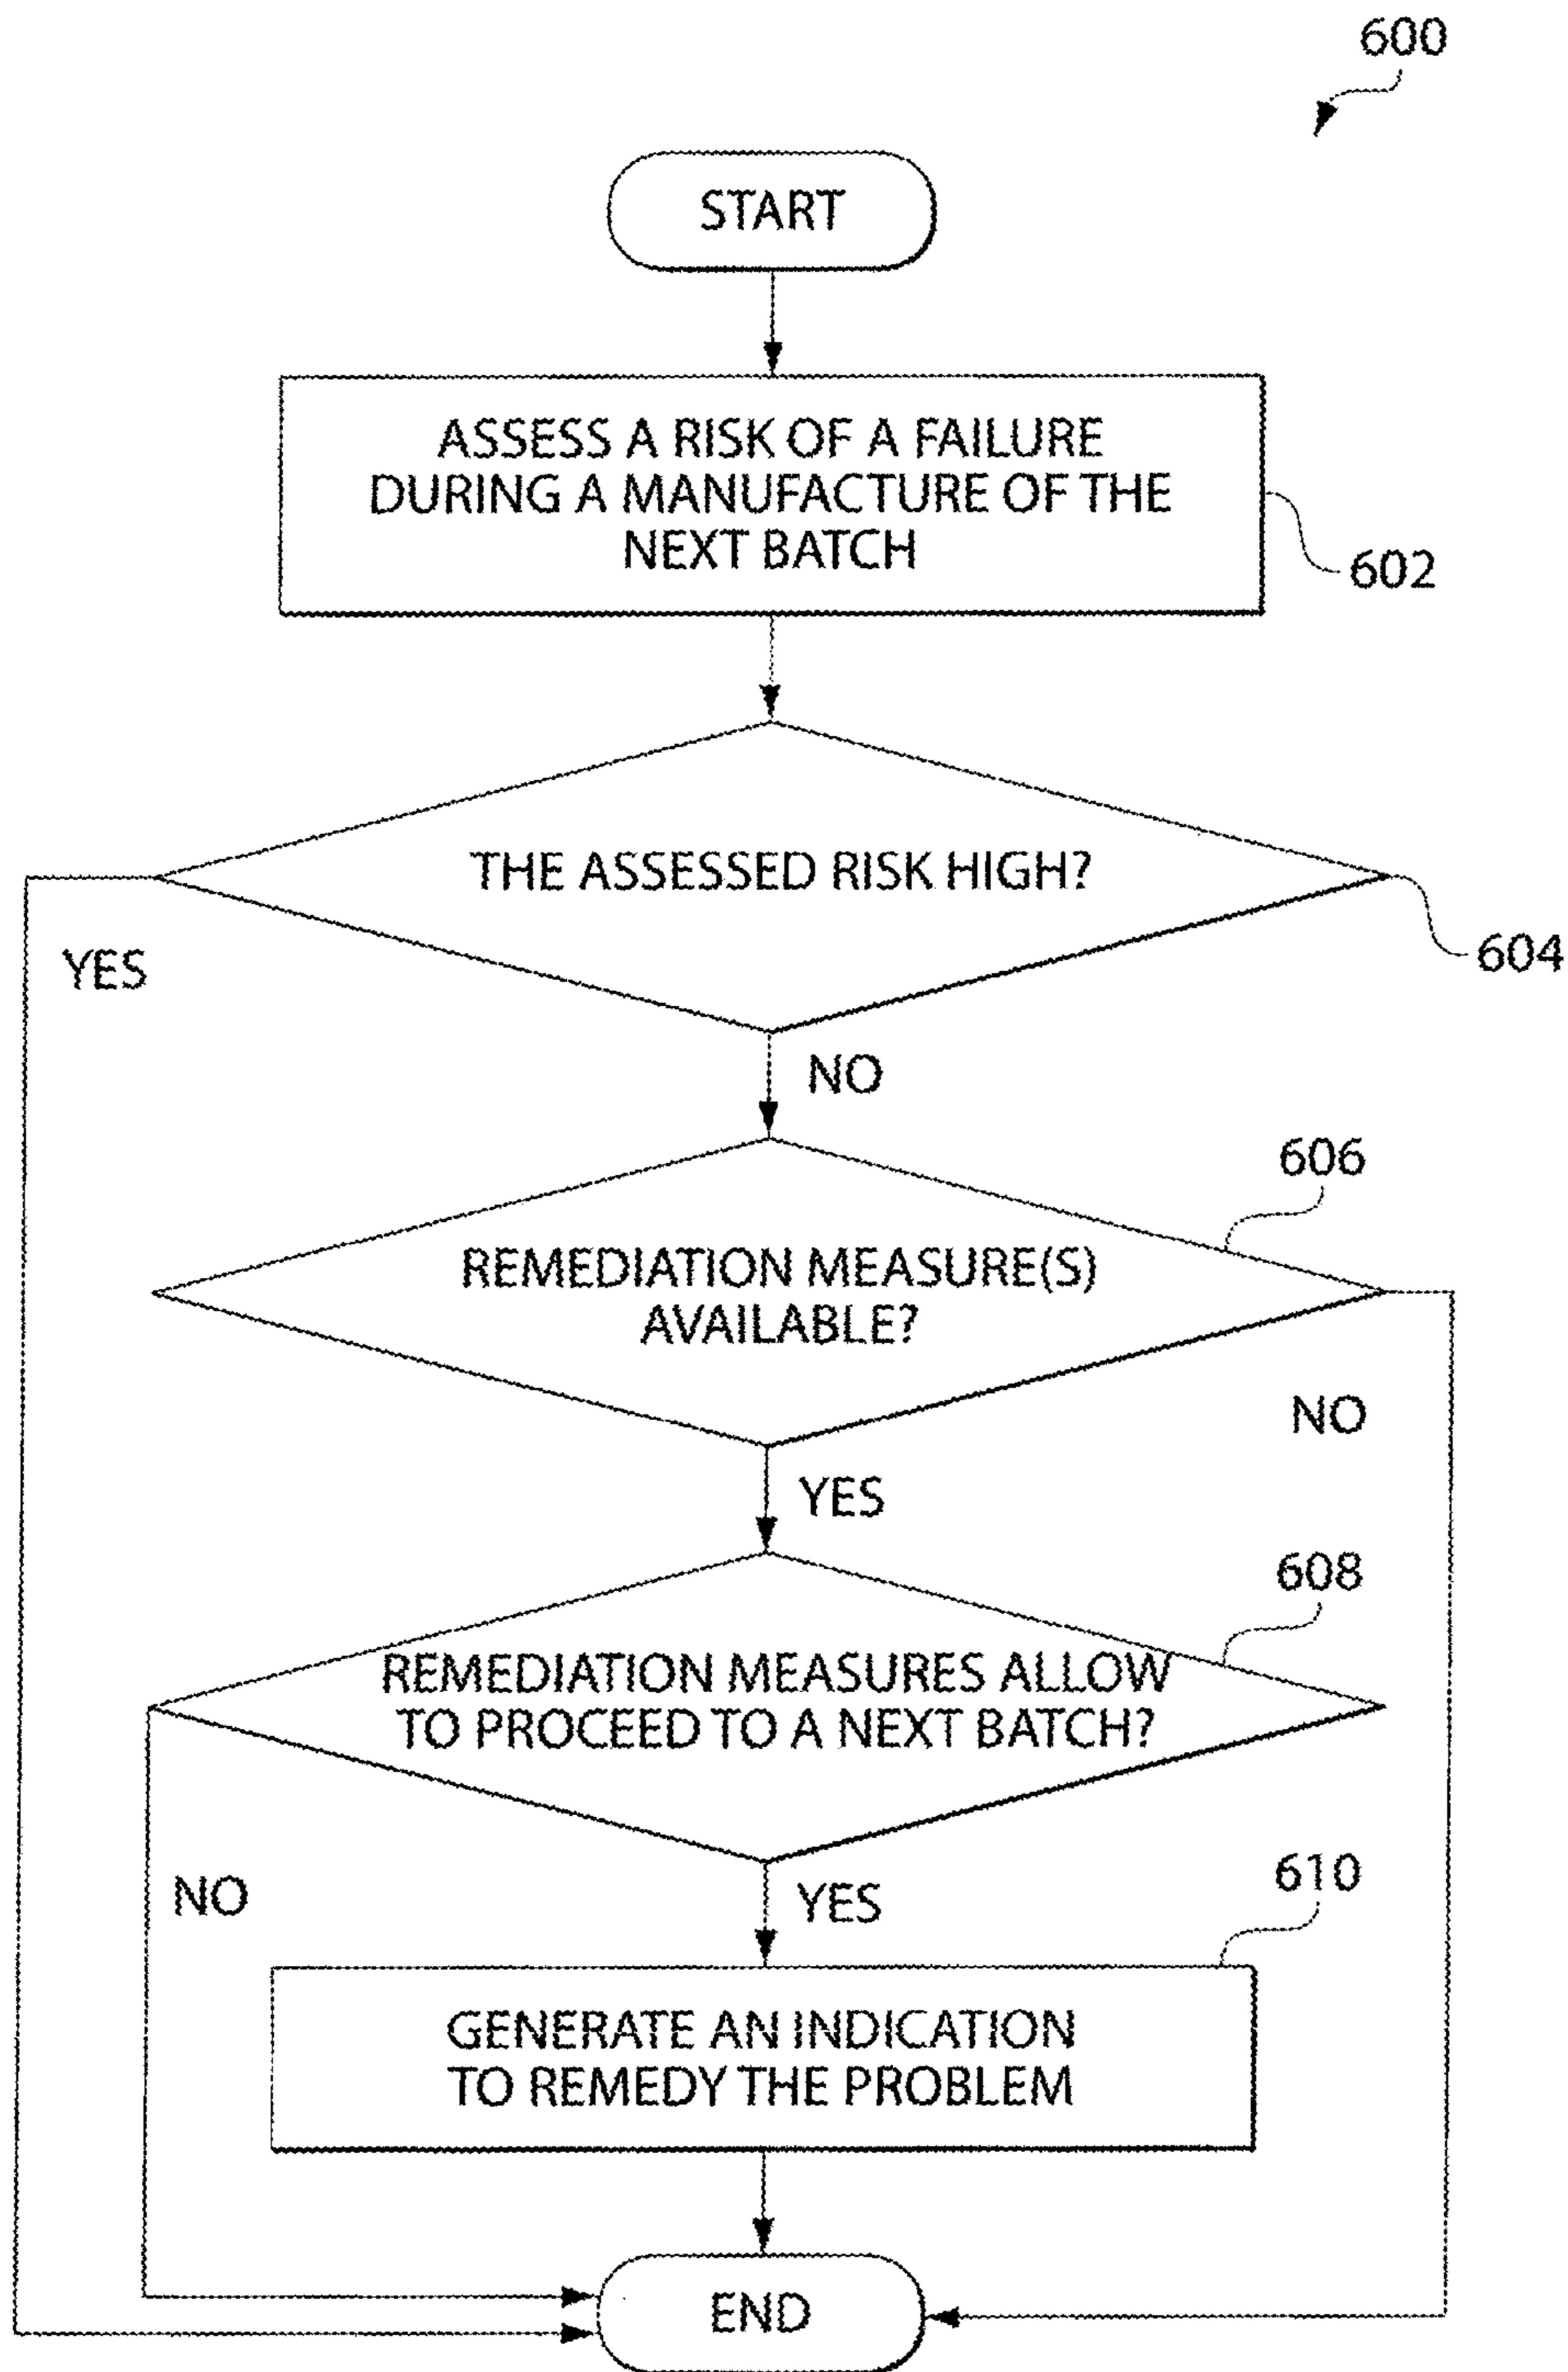 600
START
ASSESS A RISK OF A FAILURE
DURING A MANUFACTURE OF THE
NEXT BATCH
602
THE ASSESSED RISK HIGH?
604
YES
NO
606
REMEDIATION MEASURE(S)
AVAILABLE?
NO
YES
608
REMEDIATION MEASURES ALLOW
TO PROCEED TO A NEXT BATCH?
NO
YES
610
GENERATE AN INDICATION
TO REMEDY THE PROBLEM
END